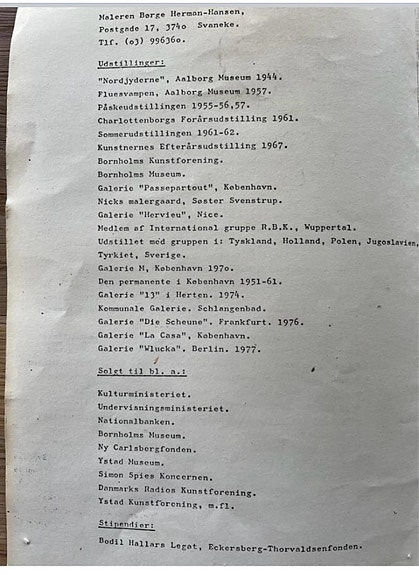 Maleren Børge Herman-Hansen,
Postgade 17, 374o Svaneke.
Tlf. (o3) 99636o.
Udstillinger:
"Nordjyderne", Aalborg Museum 1944.
Fluesvampen, Aalborg Museum 1957.
Påskeudstillingen 1955-56,57.
Charlottenborgs Forårsudstilling 1961.
Sommerudstillingen 1961-62.
Kunstnernes Efterårsudstilling 1967.
Bornholms Kunstforening.
Bornholms Museum.
Galerie "Passepartout", København.
Nicks malergaard, Søster Svenstrup.
Galerie "Hervieu", Nice.
Medlem af International gruppe R.B.K., Wuppertal.
Udstillet med gruppen i: Tyskland, Holland, Polen, Jugoslavien,
Tyrkiet, Sverige.
Galerie M, København 197o.
Den permanente i København 1951-61.
Galerie "13" i Herten. 1974.
Kommunale Galerie. Schlangenbad.
Galerie "Die Scheune". Frankfurt. 1976.
Galerie "La Casa", København.
Galerie "Wlucka". Berlin. 1977.
Solgt til bl. a.:
Kulturministeriet.
Undervisningsministeriet.
Nationalbanken.
Bornholms Museum.
Ny Carlsbergfonden.
Ystad Museum.
Simon Spies Koncernen.
Danmarks Radios Kunstforening.
Ystad Kunstforening, m.fl.
Stipendier:
Bodil Hallars Legat, Eckersberg-Thorvaldsenfonden.